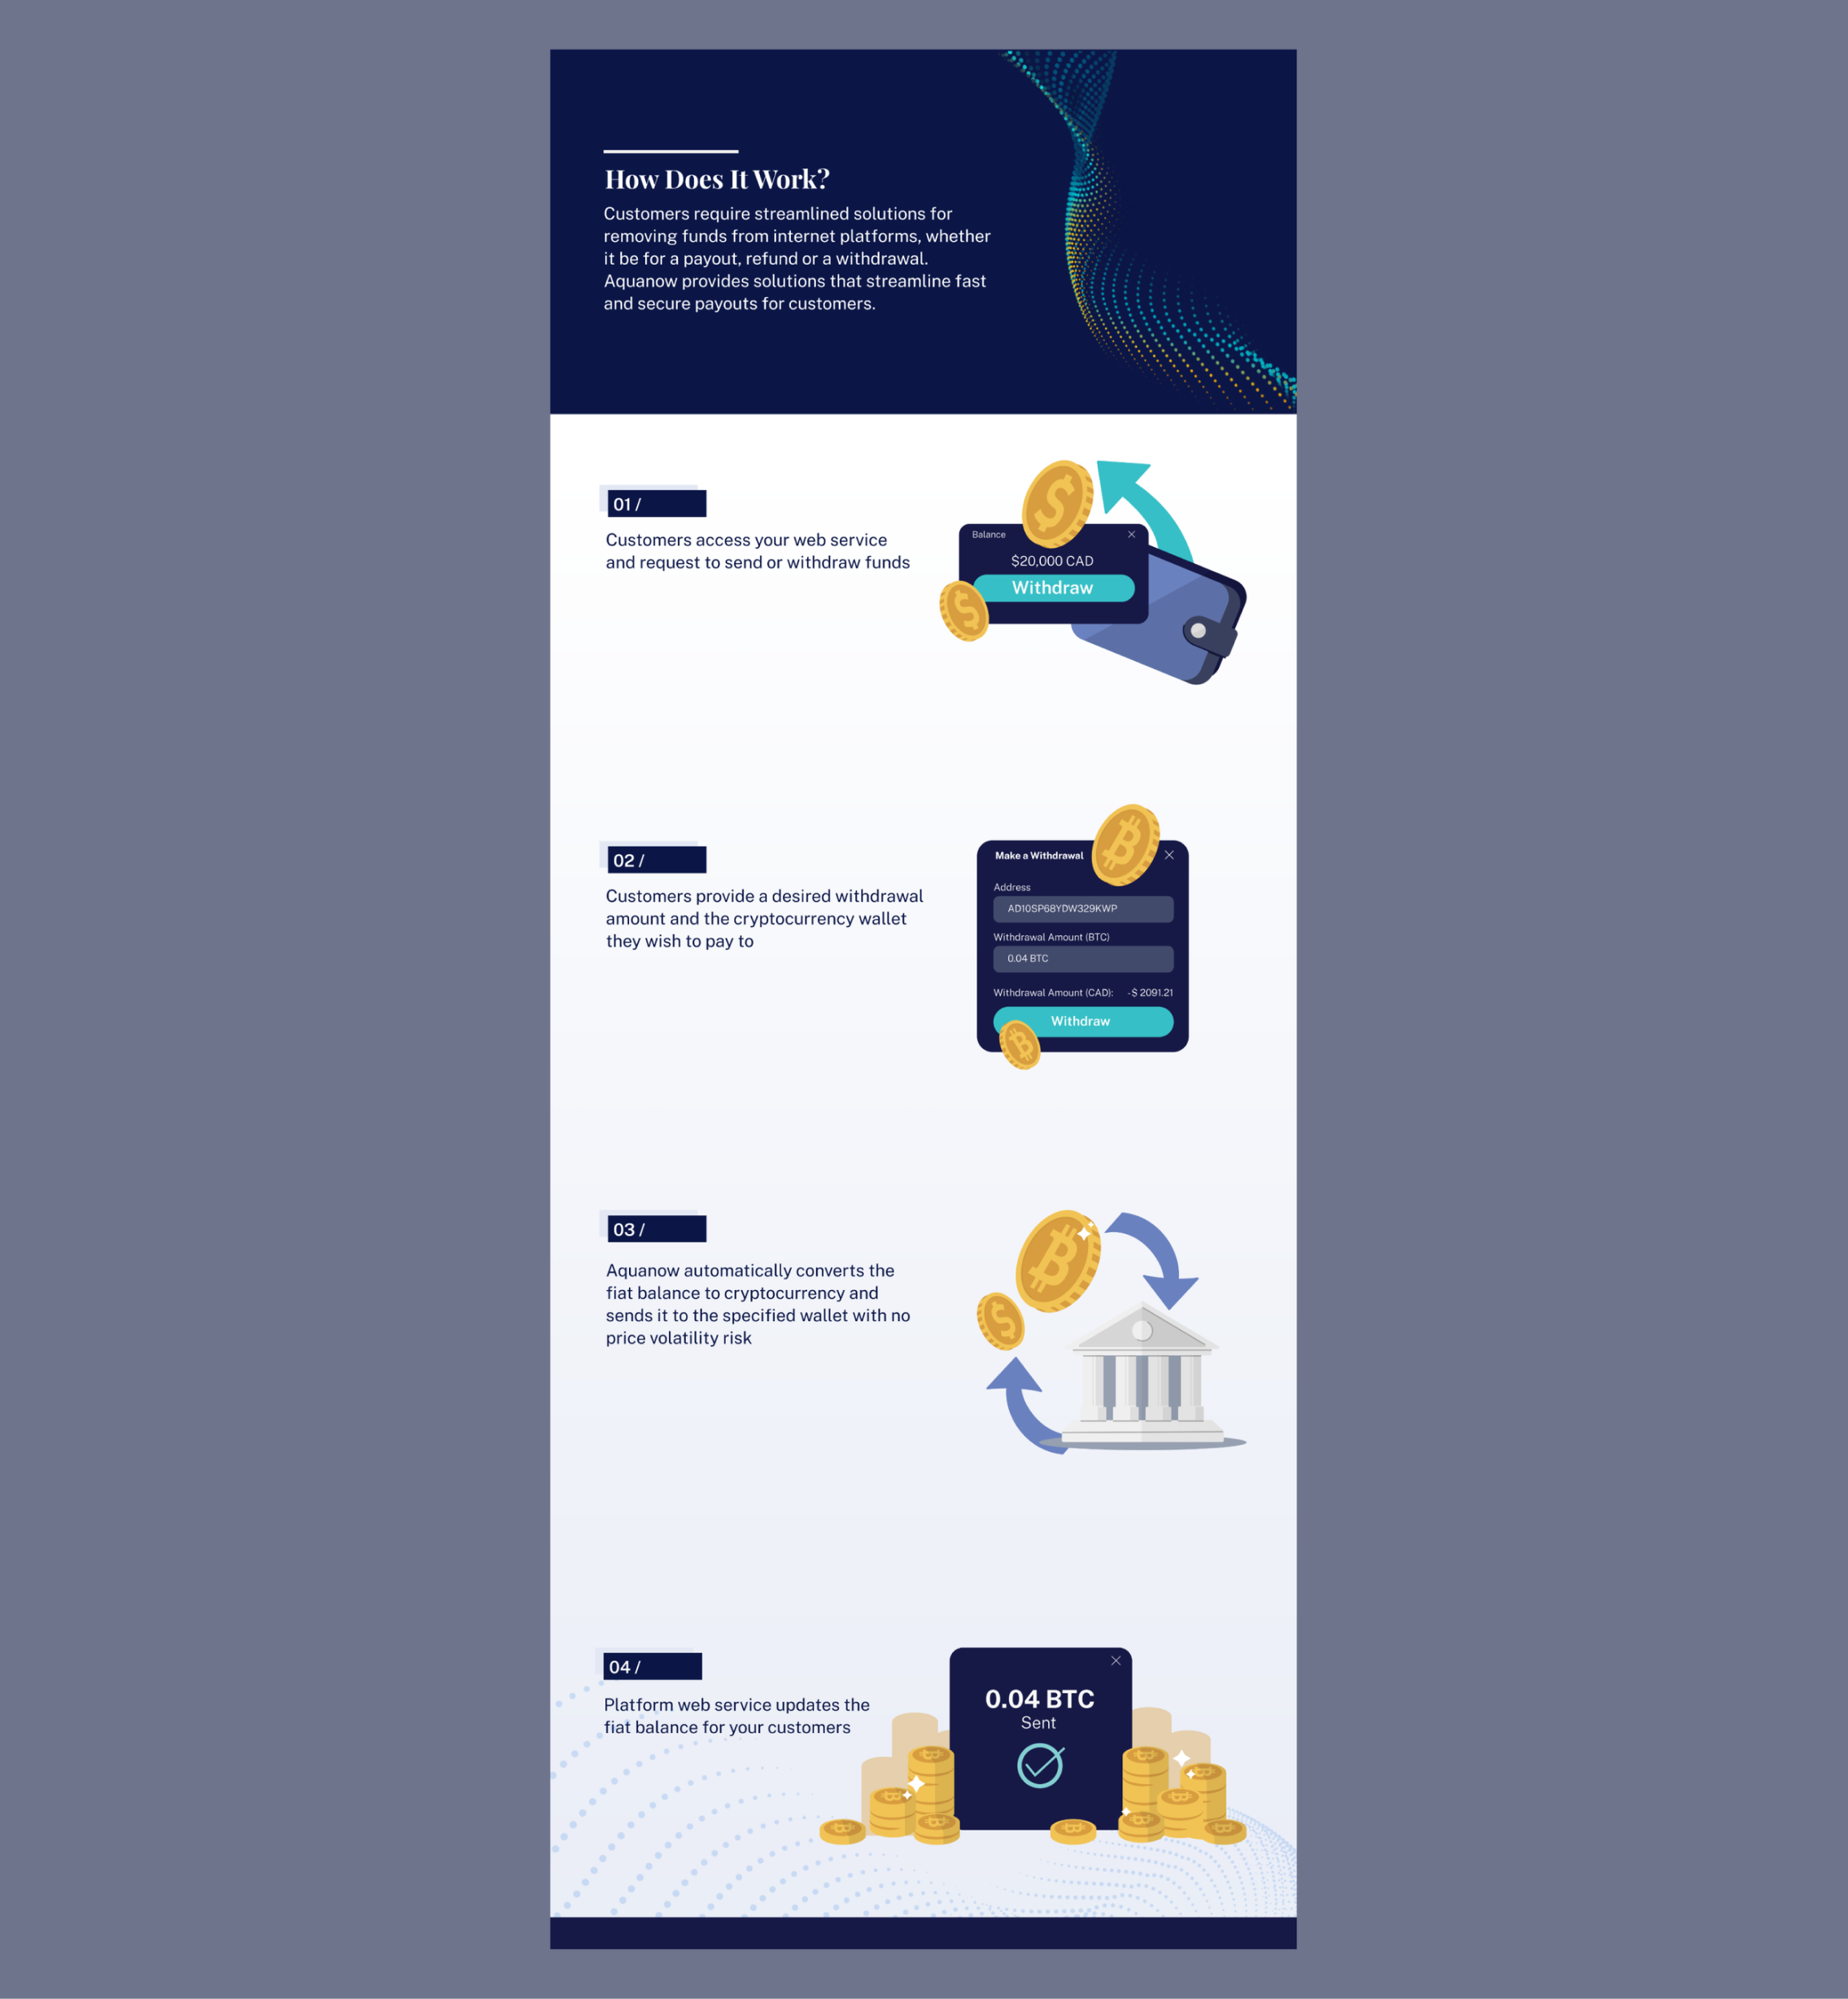 How Does It Work?
Customers require streamlined solutions for
removing funds from internet platforms, whether
it be for a payout, refund or a withdrawal.
Aquanow provides solutions that streamline fast
and secure payouts for customers.
01 /
Customers access your web service
and request to send or withdraw funds
Balance
$20,000 CAD
Withdraw
02 /
Customers provide a desired withdrawal
amount and the cryptocurrency wallet
they wish to pay to
Make a Withdrawal
Address
AD10SP68YDW329KWP
Withdrawal Amount (BTC)
0.04 BTC
Withdrawal Amount (CAD): -$ 2091.21
Withdraw
03 /
Aquanow automatically converts the
fiat balance to cryptocurrency and
sends it to the specified wallet with no
price volatility risk
04 /
Platform web service updates the
fiat balance for your customers
0.04 BTC
Sent